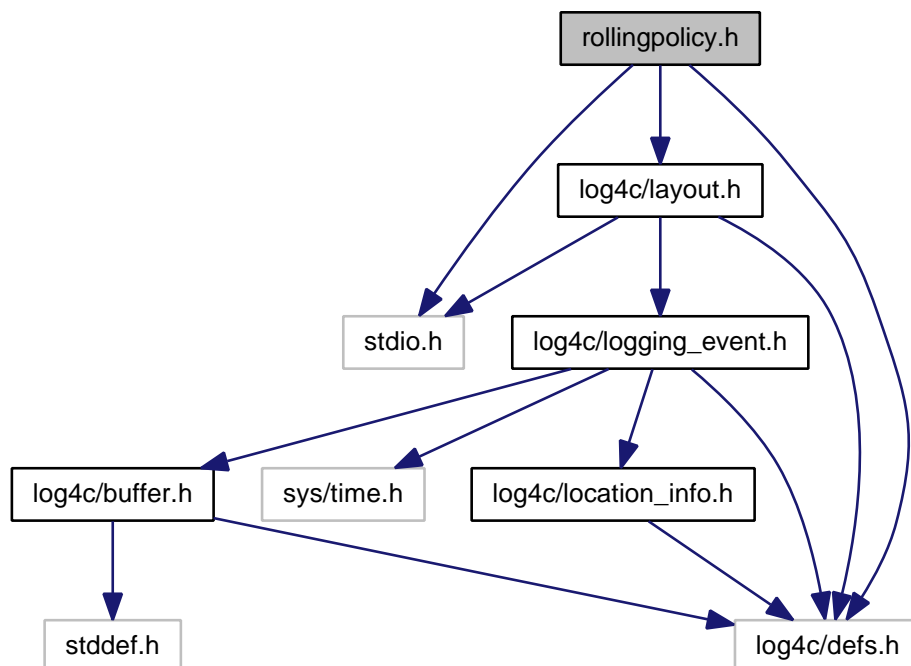 rollingpolicy.h
log4c/layout.h
stdio.h
log4c/logging_event.h
log4c/buffer.h
sys/time.h
log4c/location_info.h
stddef.h
log4c/defs.h